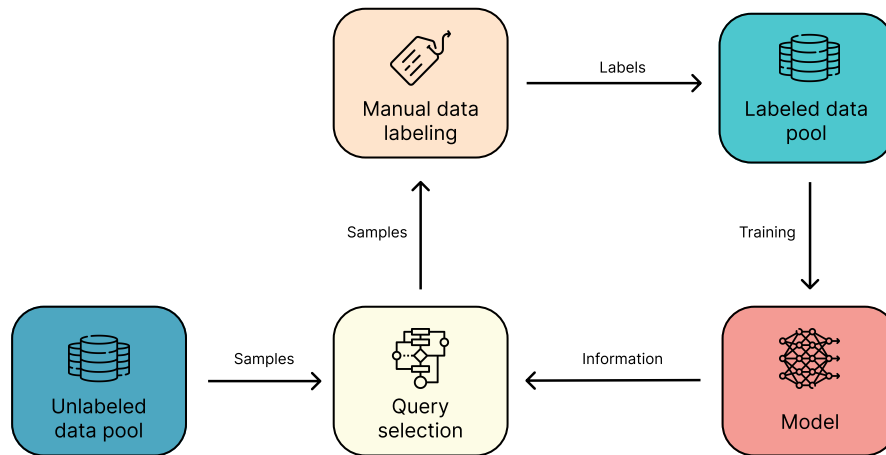 Manual data
labeling
Labels
Labeled data
pool
Samples
Training
Unlabeled
data pool
Samples
Query
selection
Information
Model